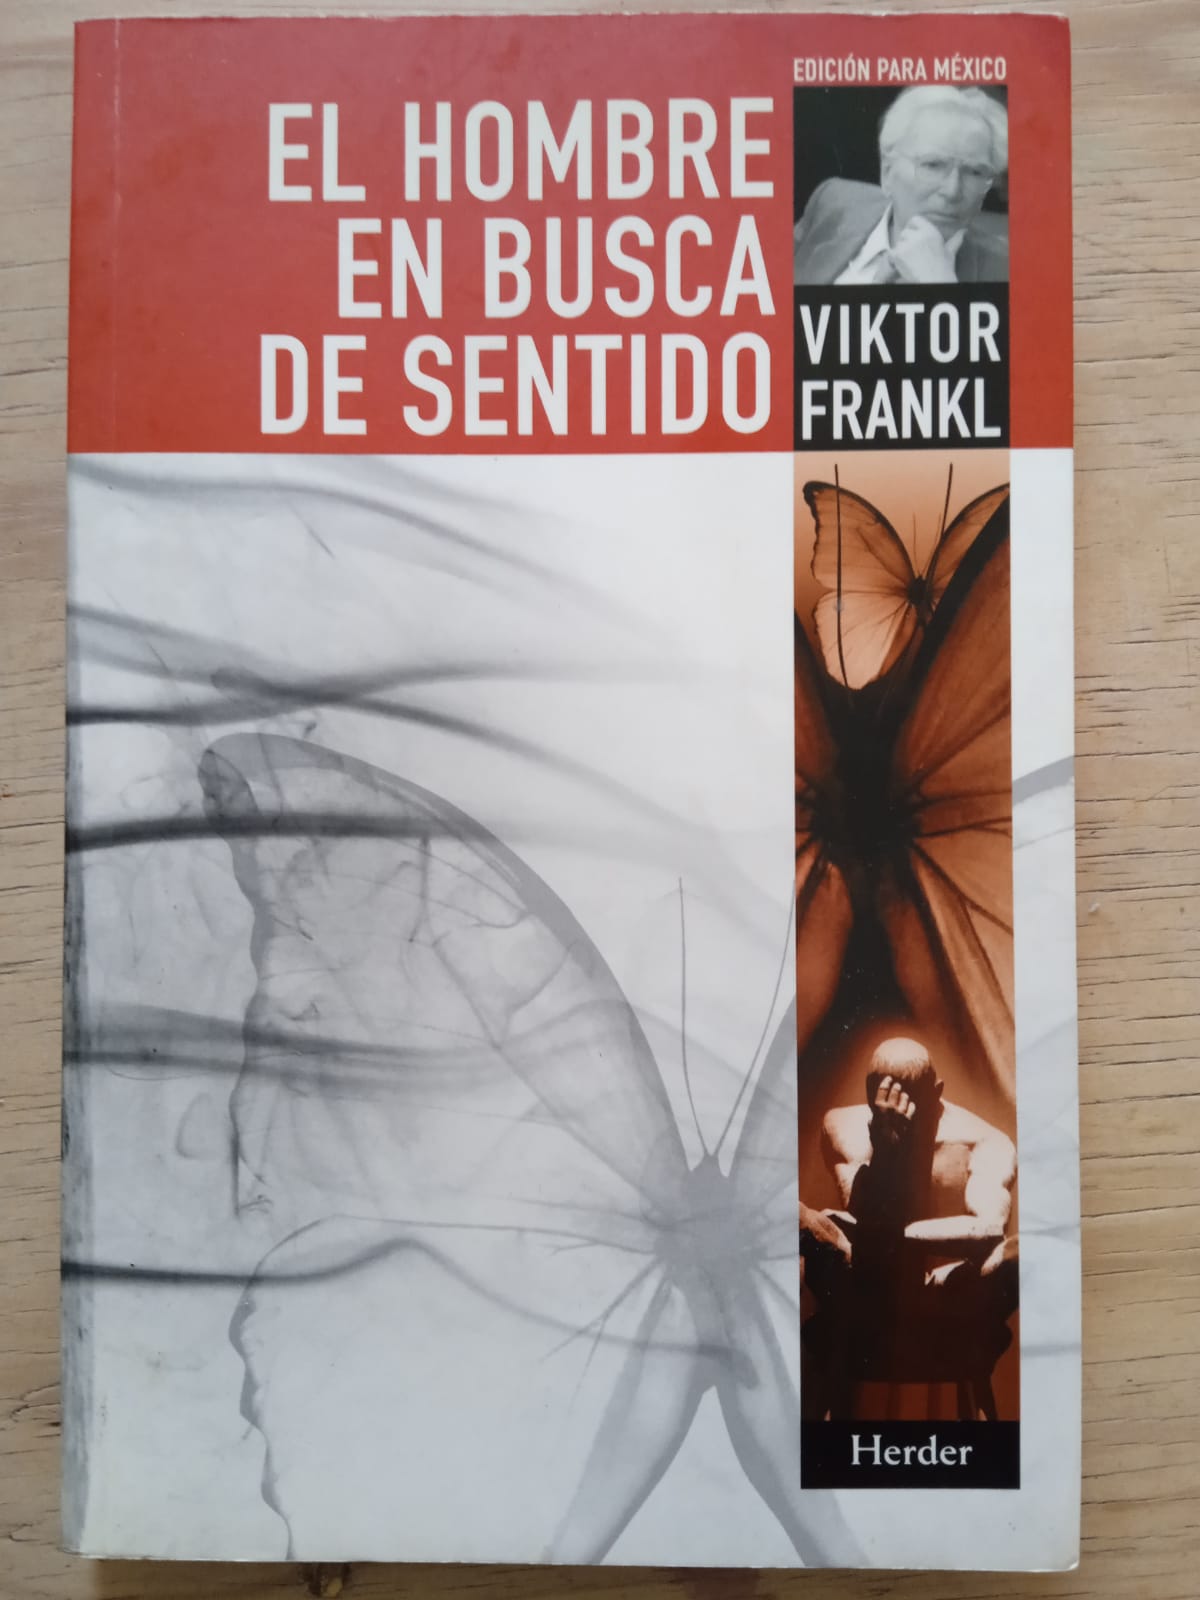 EDICIÓN PARA MÉXICO
EL HOMBRE
EN BUSCA
DE SENTIDO
VIKTOR
FRANKL
Herder